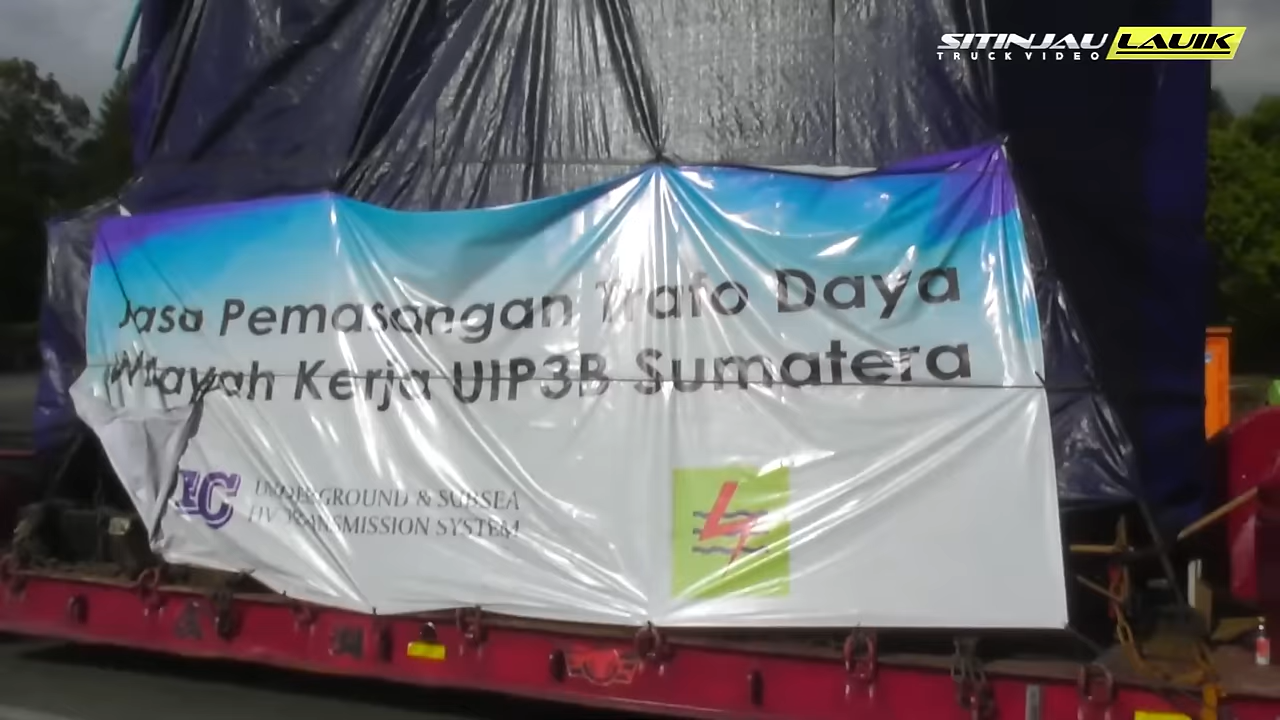 SITINJAU LAUIK
TRUCK VIDEO
Jasa Pemasangan Trafo Daya
Wilayah Kerja UIP3B Sumatera
UNDERGROUND & SUBSEA
HV TRANSMISSION SYSTEM